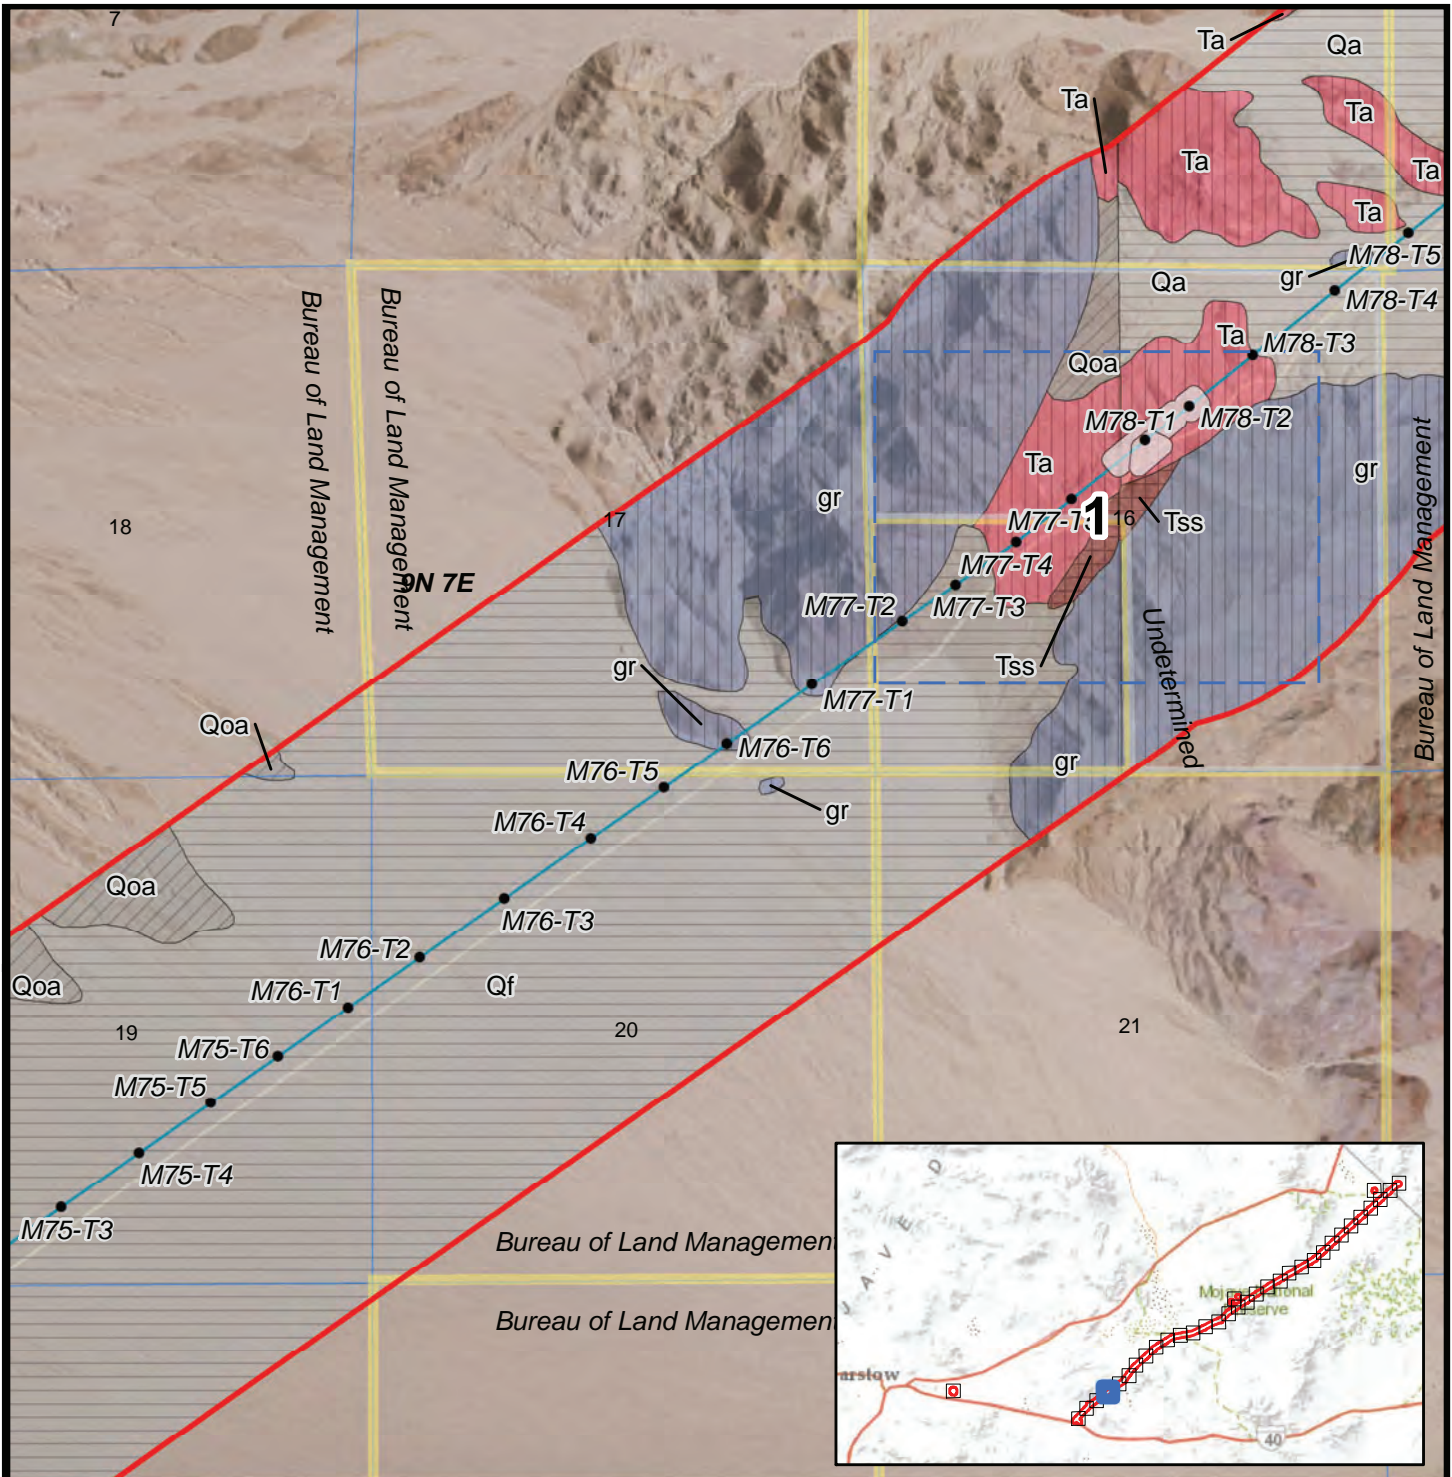 7
Ta
Qa
Ta
Ta
Ta
Ta
Ta
M78-T5
gr
Qa
M78-T4
Bureau of Land Management
Bureau of Land Management
Ta
M78-T3
Qoa
M78-T1
M78-T2
Ta
gr
gr
Bureau of Land Management
18
17
M77-T5
1
16
Tss
9N 7E
M77-T4
M77-T2
M77-T3
Undetermined
gr
Tss
M77-T1
Qoa
M76-T6
M76-T5
gr
gr
M76-T4
Qoa
M76-T3
M76-T2
Qoa
M76-T1
Qf
19
20
21
M75-T6
M75-T5
M75-T4
M75-T3
Bureau of Land Management
Bureau of Land Management
J A V E D
arstow
40